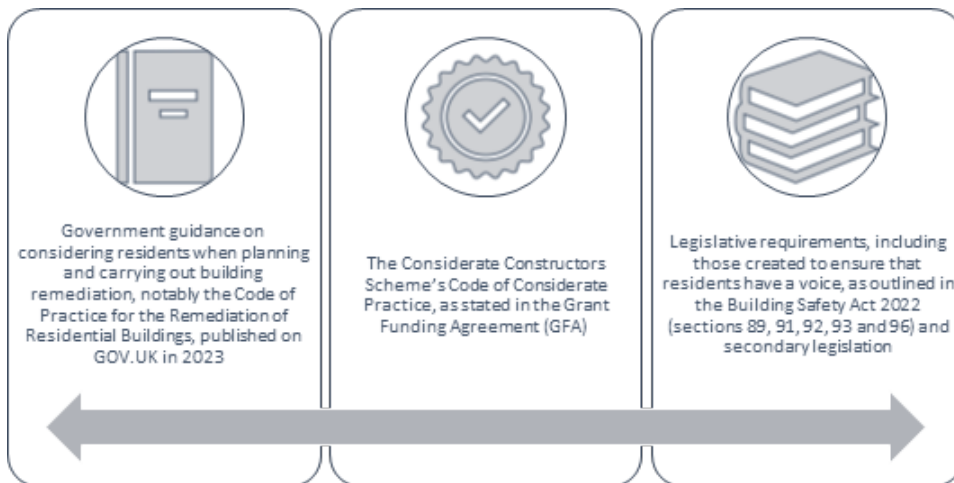 Government guidance on
considering residents when planning
and carrying out building
remediation, notably the Code of
Practice for the Remediation of
Residential Buildings, published on
GOV.UK in 2023
The Considerate Constructors
Scheme's Code of Considerate
Practice, as stated in the Grant
Funding Agreement (GFA)
Legislative requirements, including
those created to ensure that
residents have a voice, as outlined in
the Building Safety Act 2022
(sections 89, 91, 92, 93 and 96) and
secondary legislation